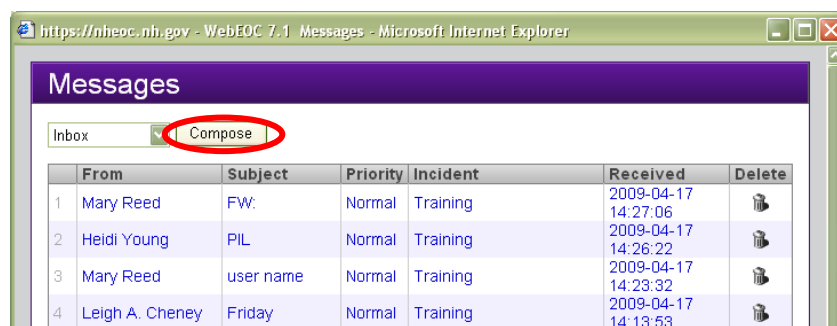 https://nheoc.nh.gov - WebEOC 7.1 Messages - Microsoft Internet Explorer
Messages
Inbox Compose
From Subject Priority Incident Received Delete
1 Mary Reed FW: Normal Training 2009-04-17 14:27:06
2 Heidi Young PIL Normal Training 2009-04-17 14:26:22
3 Mary Reed user name Normal Training 2009-04-17 14:23:32
4 Leigh A. Cheney Friday Normal Training 2009-04-17 14:13:53